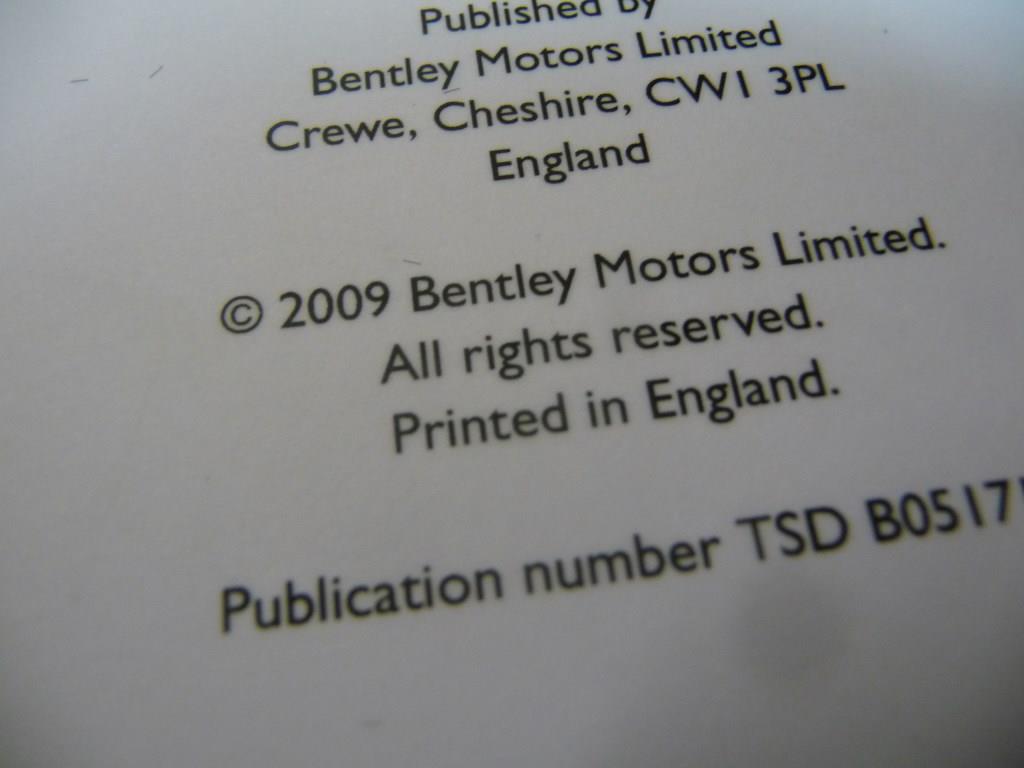 Published by
Bentley Motors Limited
Crewe, Cheshire, CW1 3PL
England
© 2009 Bentley Motors Limited.
All rights reserved.
Printed in England.
Publication number TSD B0517